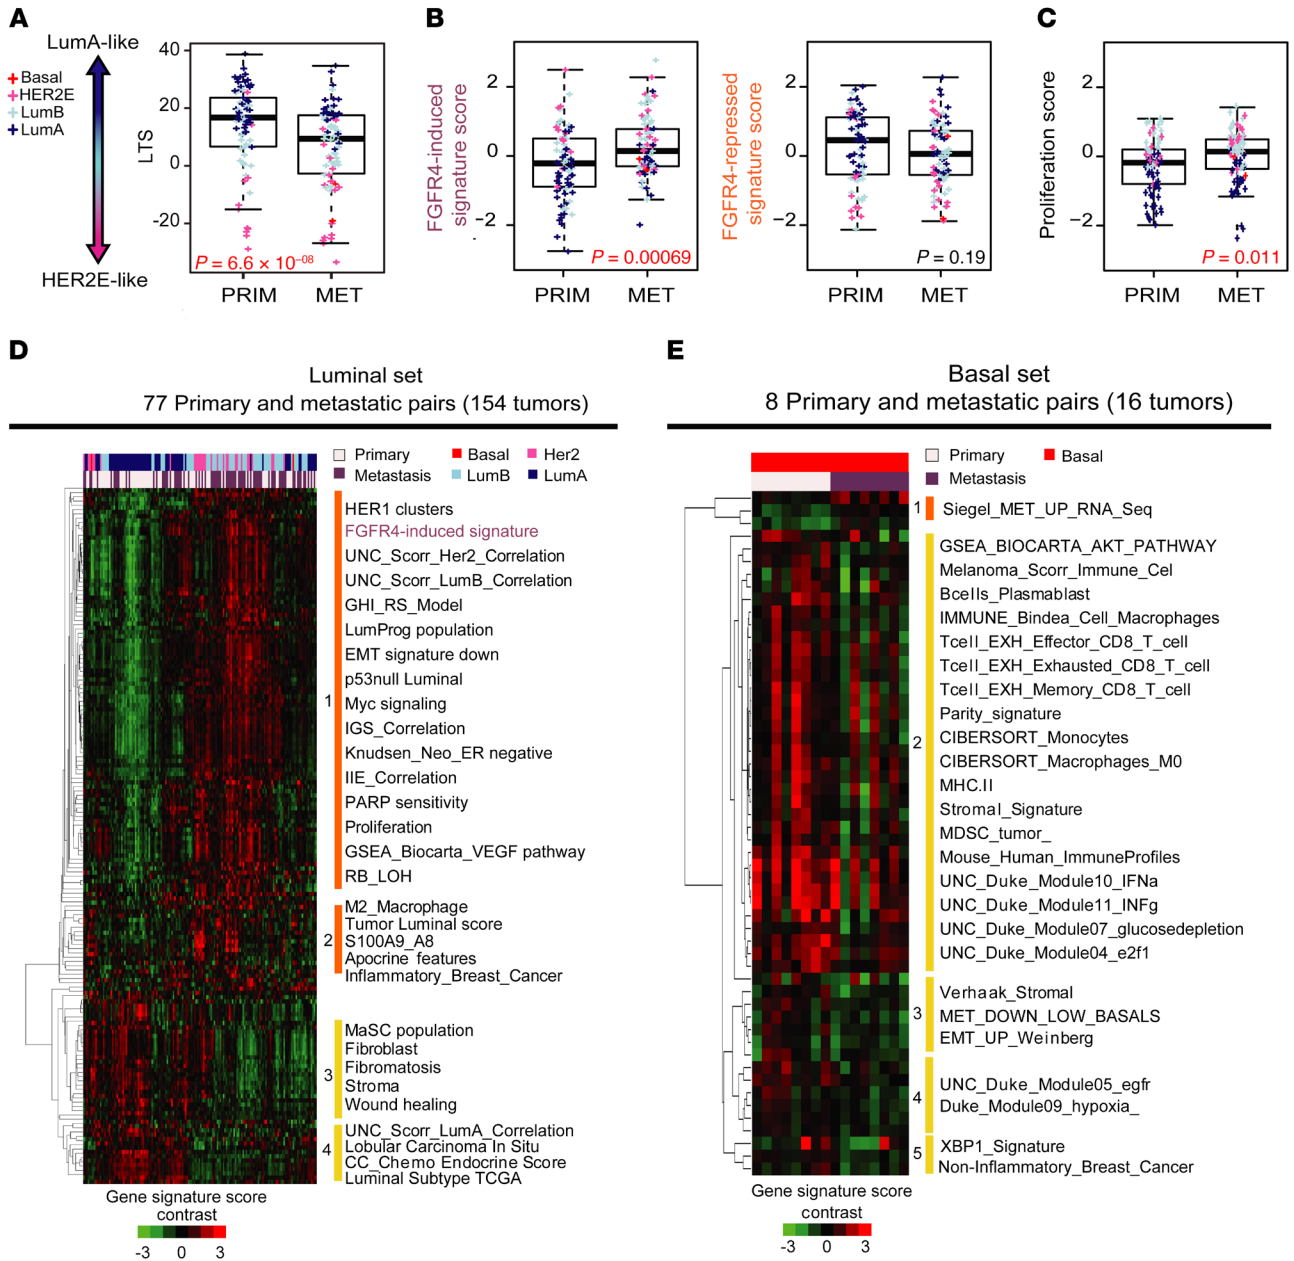 A
LumA-like
Basal
HER2E
LumB
LumA
HER2E-like
LTS
40
20
0
−20
P = 6.6 × 10⁻⁰⁸
PRIM
MET
B
FGFR4-induced
signature score
2
0
−2
P = 0.00069
PRIM
MET
FGFR4-repressed
signature score
2
0
−2
P = 0.19
PRIM
MET
C
Proliferation score
2
0
−2
P = 0.011
PRIM
MET
D
Luminal set
77 Primary and metastatic pairs (154 tumors)
Primary
Basal
Her2
Metastasis
LumB
LumA
1
HER1 clusters
FGFR4-induced signature
UNC_Scorr_Her2_Correlation
UNC_Scorr_LumB_Correlation
GHI_RS_Model
LumProg population
EMT signature down
p53null Luminal
Myc signaling
IGS_Correlation
Knudsen_Neo_ER negative
IIE_Correlation
PARP sensitivity
Proliferation
GSEA_Biocarta_VEGF pathway
RB_LOH
2
M2_Macrophage
Tumor Luminal score
S100A9_A8
Apocrine features
Inflammatory_Breast_Cancer
3
MaSC population
Fibroblast
Fibromatosis
Stroma
Wound healing
4
UNC_Scorr_LumA_Correlation
Lobular Carcinoma In Situ
CC_Chemo Endocrine Score
Luminal Subtype TCGA
Gene signature score
contrast
-3
0
3
E
Basal set
8 Primary and metastatic pairs (16 tumors)
Primary
Basal
Metastasis
1
Siegel_MET_UP_RNA_Seq
2
GSEA_BIOCARTA_AKT_PATHWAY
Melanoma_Scorr_Immune_Cel
Bcells_Plasmablast
IMMUNE_Bindea_Cell_Macrophages
Tcell_EXH_Effector_CD8_T_cell
Tcell_EXH_Exhausted_CD8_T_cell
Tcell_EXH_Memory_CD8_T_cell
Parity_signature
CIBERSORT_Monocytes
CIBERSORT_Macrophages_M0
MHC.II
Stromal_Signature
MDSC_tumor_
Mouse_Human_ImmuneProfiles
UNC_Duke_Module10_IFNa
UNC_Duke_Module11_INFg
UNC_Duke_Module07_glucosedepletion
UNC_Duke_Module04_e2f1
3
Verhaak_Stromal
MET_DOWN_LOW_BASALS
EMT_UP_Weinberg
4
UNC_Duke_Module05_egfr
Duke_Module09_hypoxia_
5
XBP1_Signature
Non-Inflammatory_Breast_Cancer
Gene signature score
contrast
-3
0
3